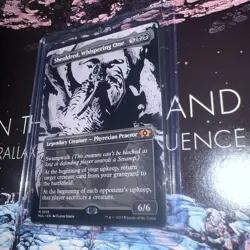 Sheoldred, Whispering One
N TH
AND
RALLA
UENCE
Legendary Creature — Phyrexian Praetor
Swampwalk (This creature can't be blocked as
long as defending player controls a Swamp.)
At the beginning of your upkeep, return
target creature card from your graveyard to
the battlefield.
At the beginning of each opponent's upkeep,
that player sacrifices a creature.
6/6